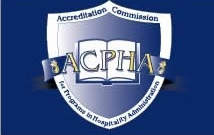 Accreditation Commission
ACPHA
for Programs in Hospitality Administration